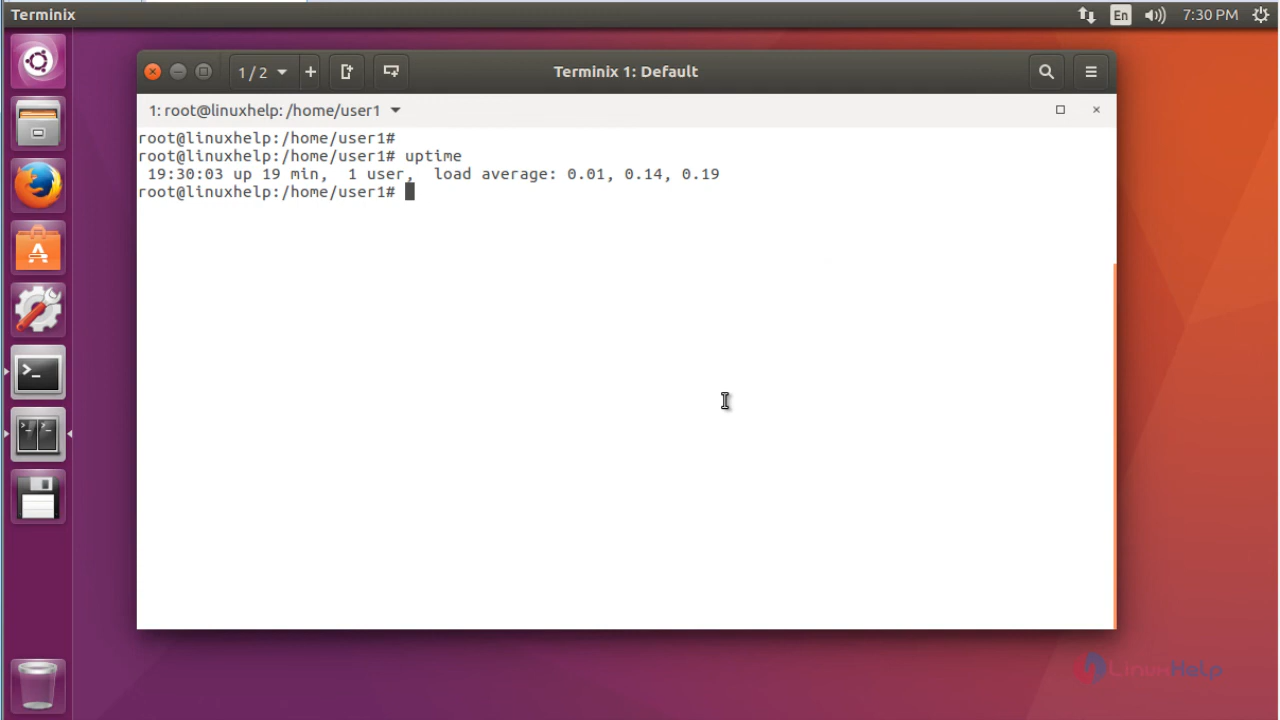 Terminix
En
7:30 PM
1 / 2
Terminix 1: Default
1: root@linuxhelp: /home/user1
root@linuxhelp:/home/user1#
root@linuxhelp:/home/user1# uptime
 19:30:03 up 19 min,  1 user,  load average: 0.01, 0.14, 0.19
root@linuxhelp:/home/user1#
LinuxHelp